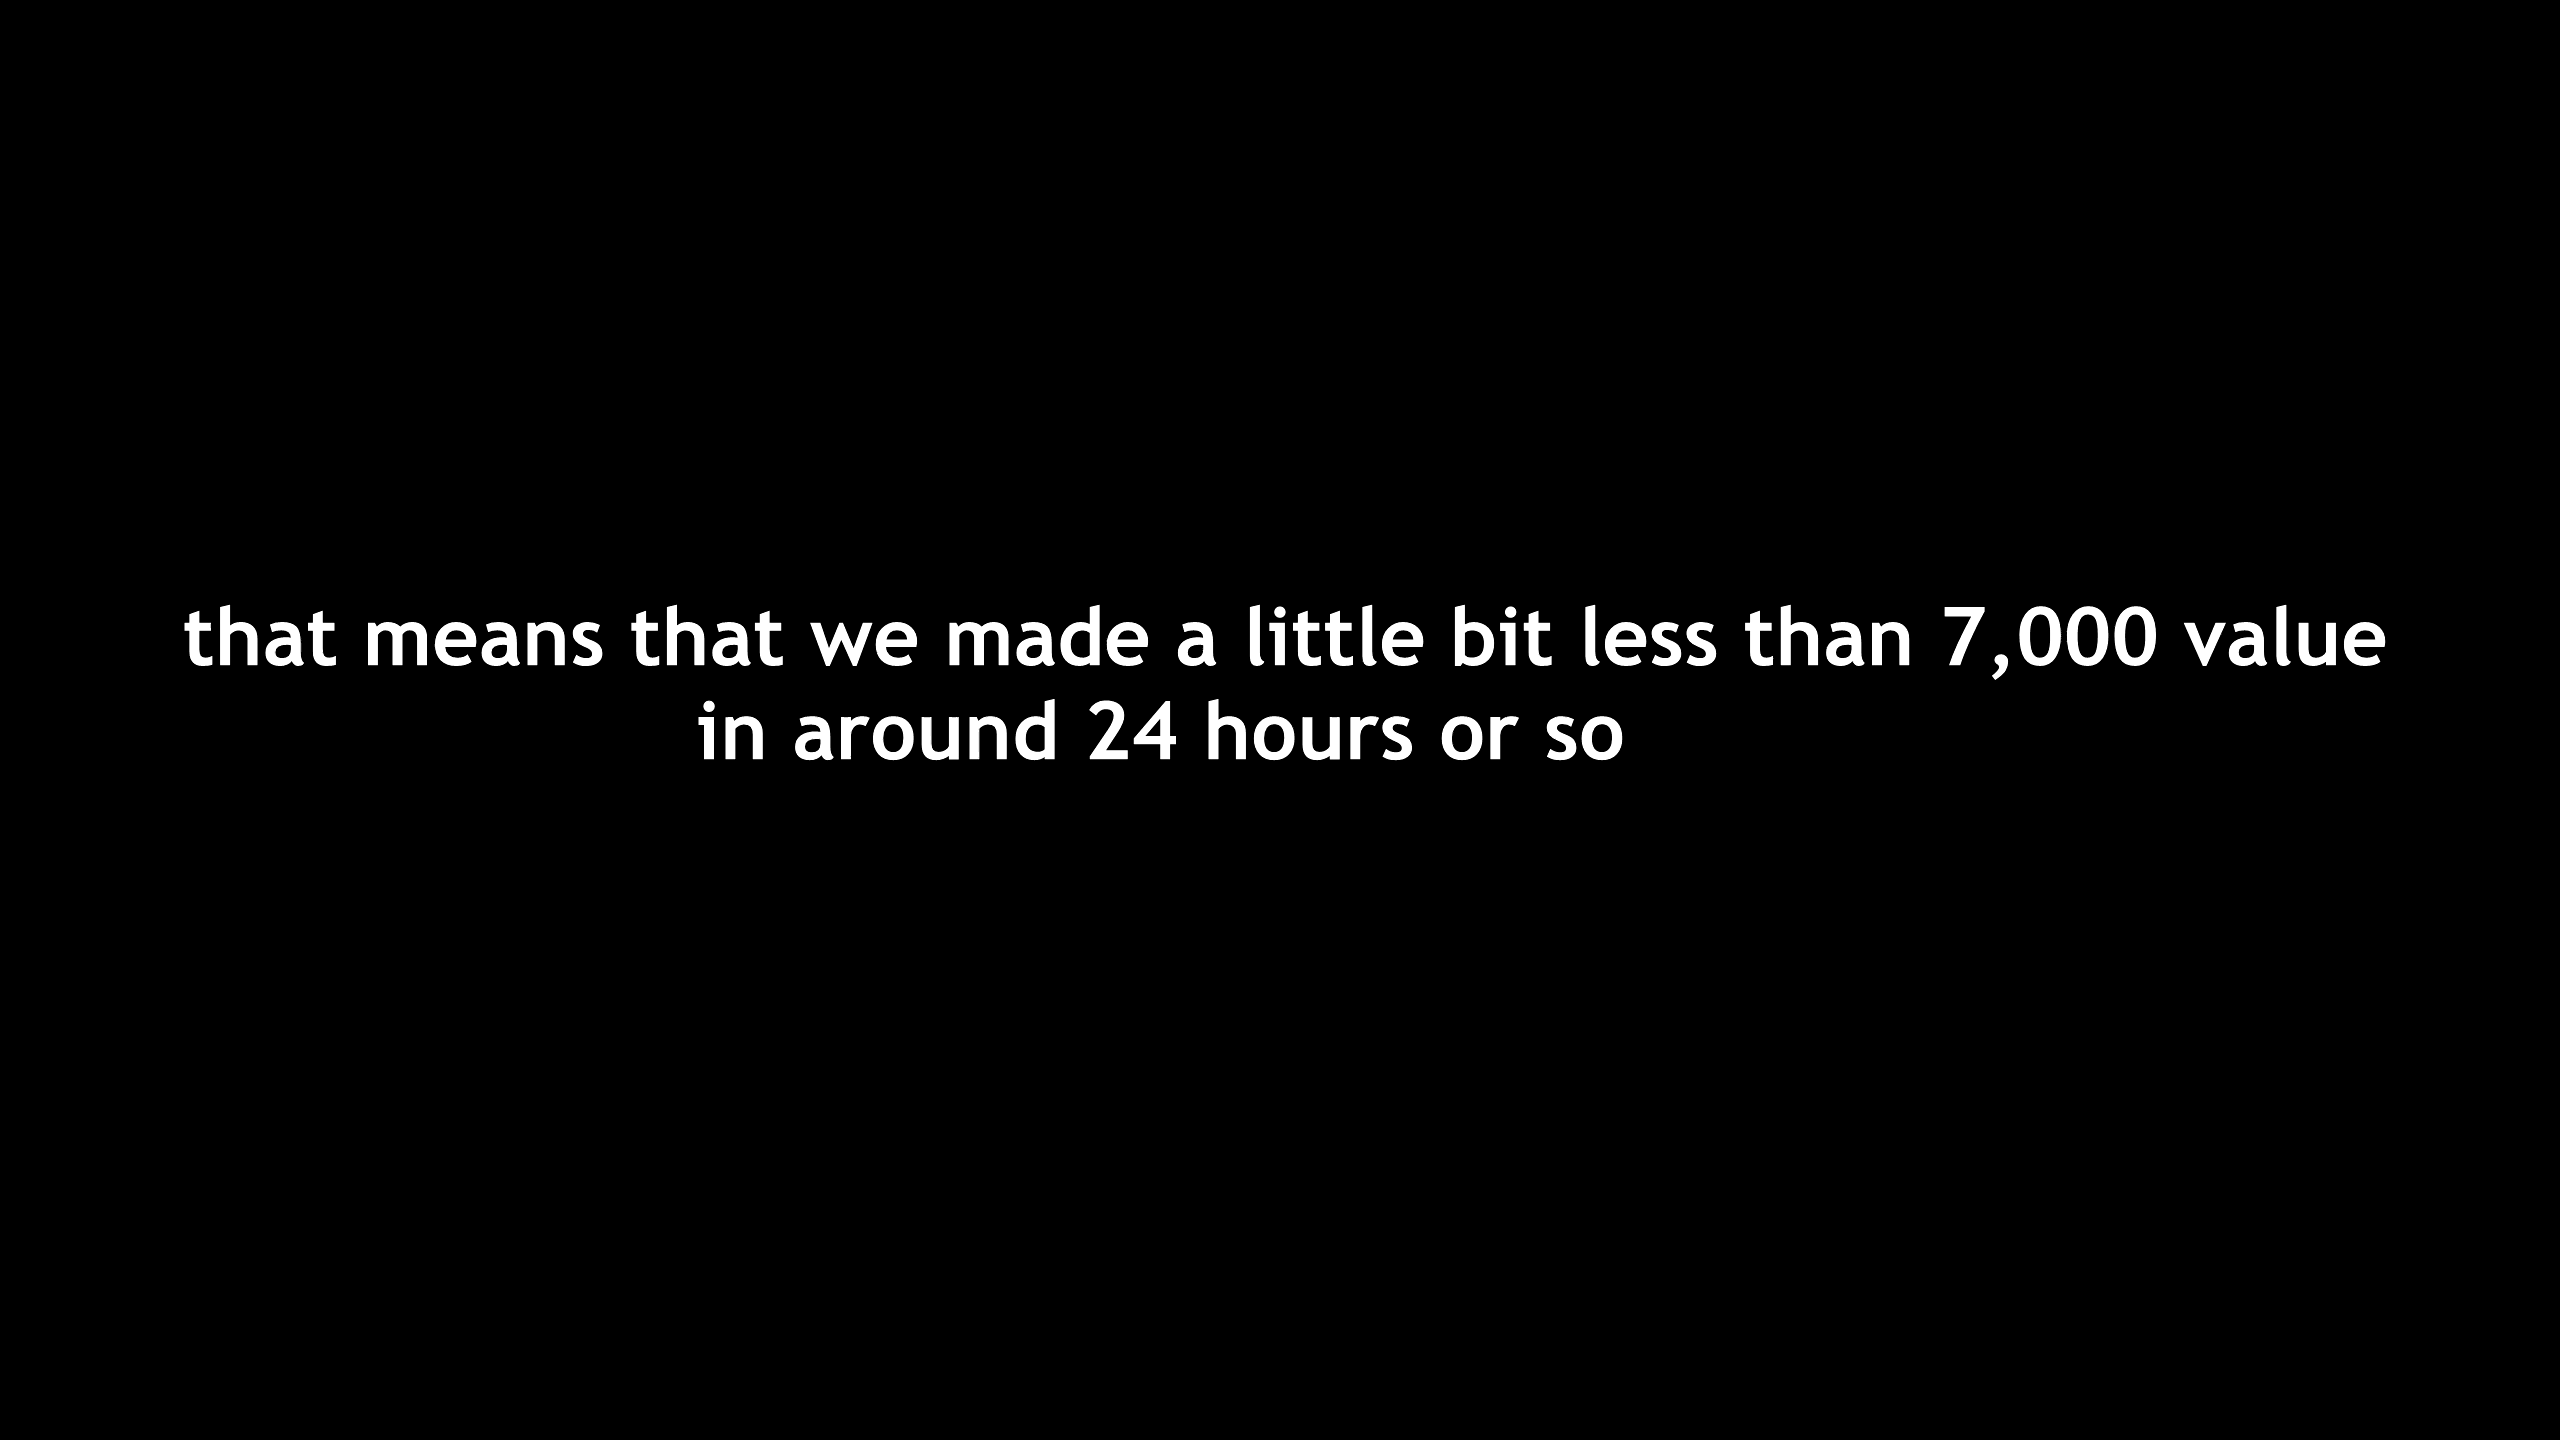 that means that we made a little bit less than 7,000 value
in around 24 hours or so